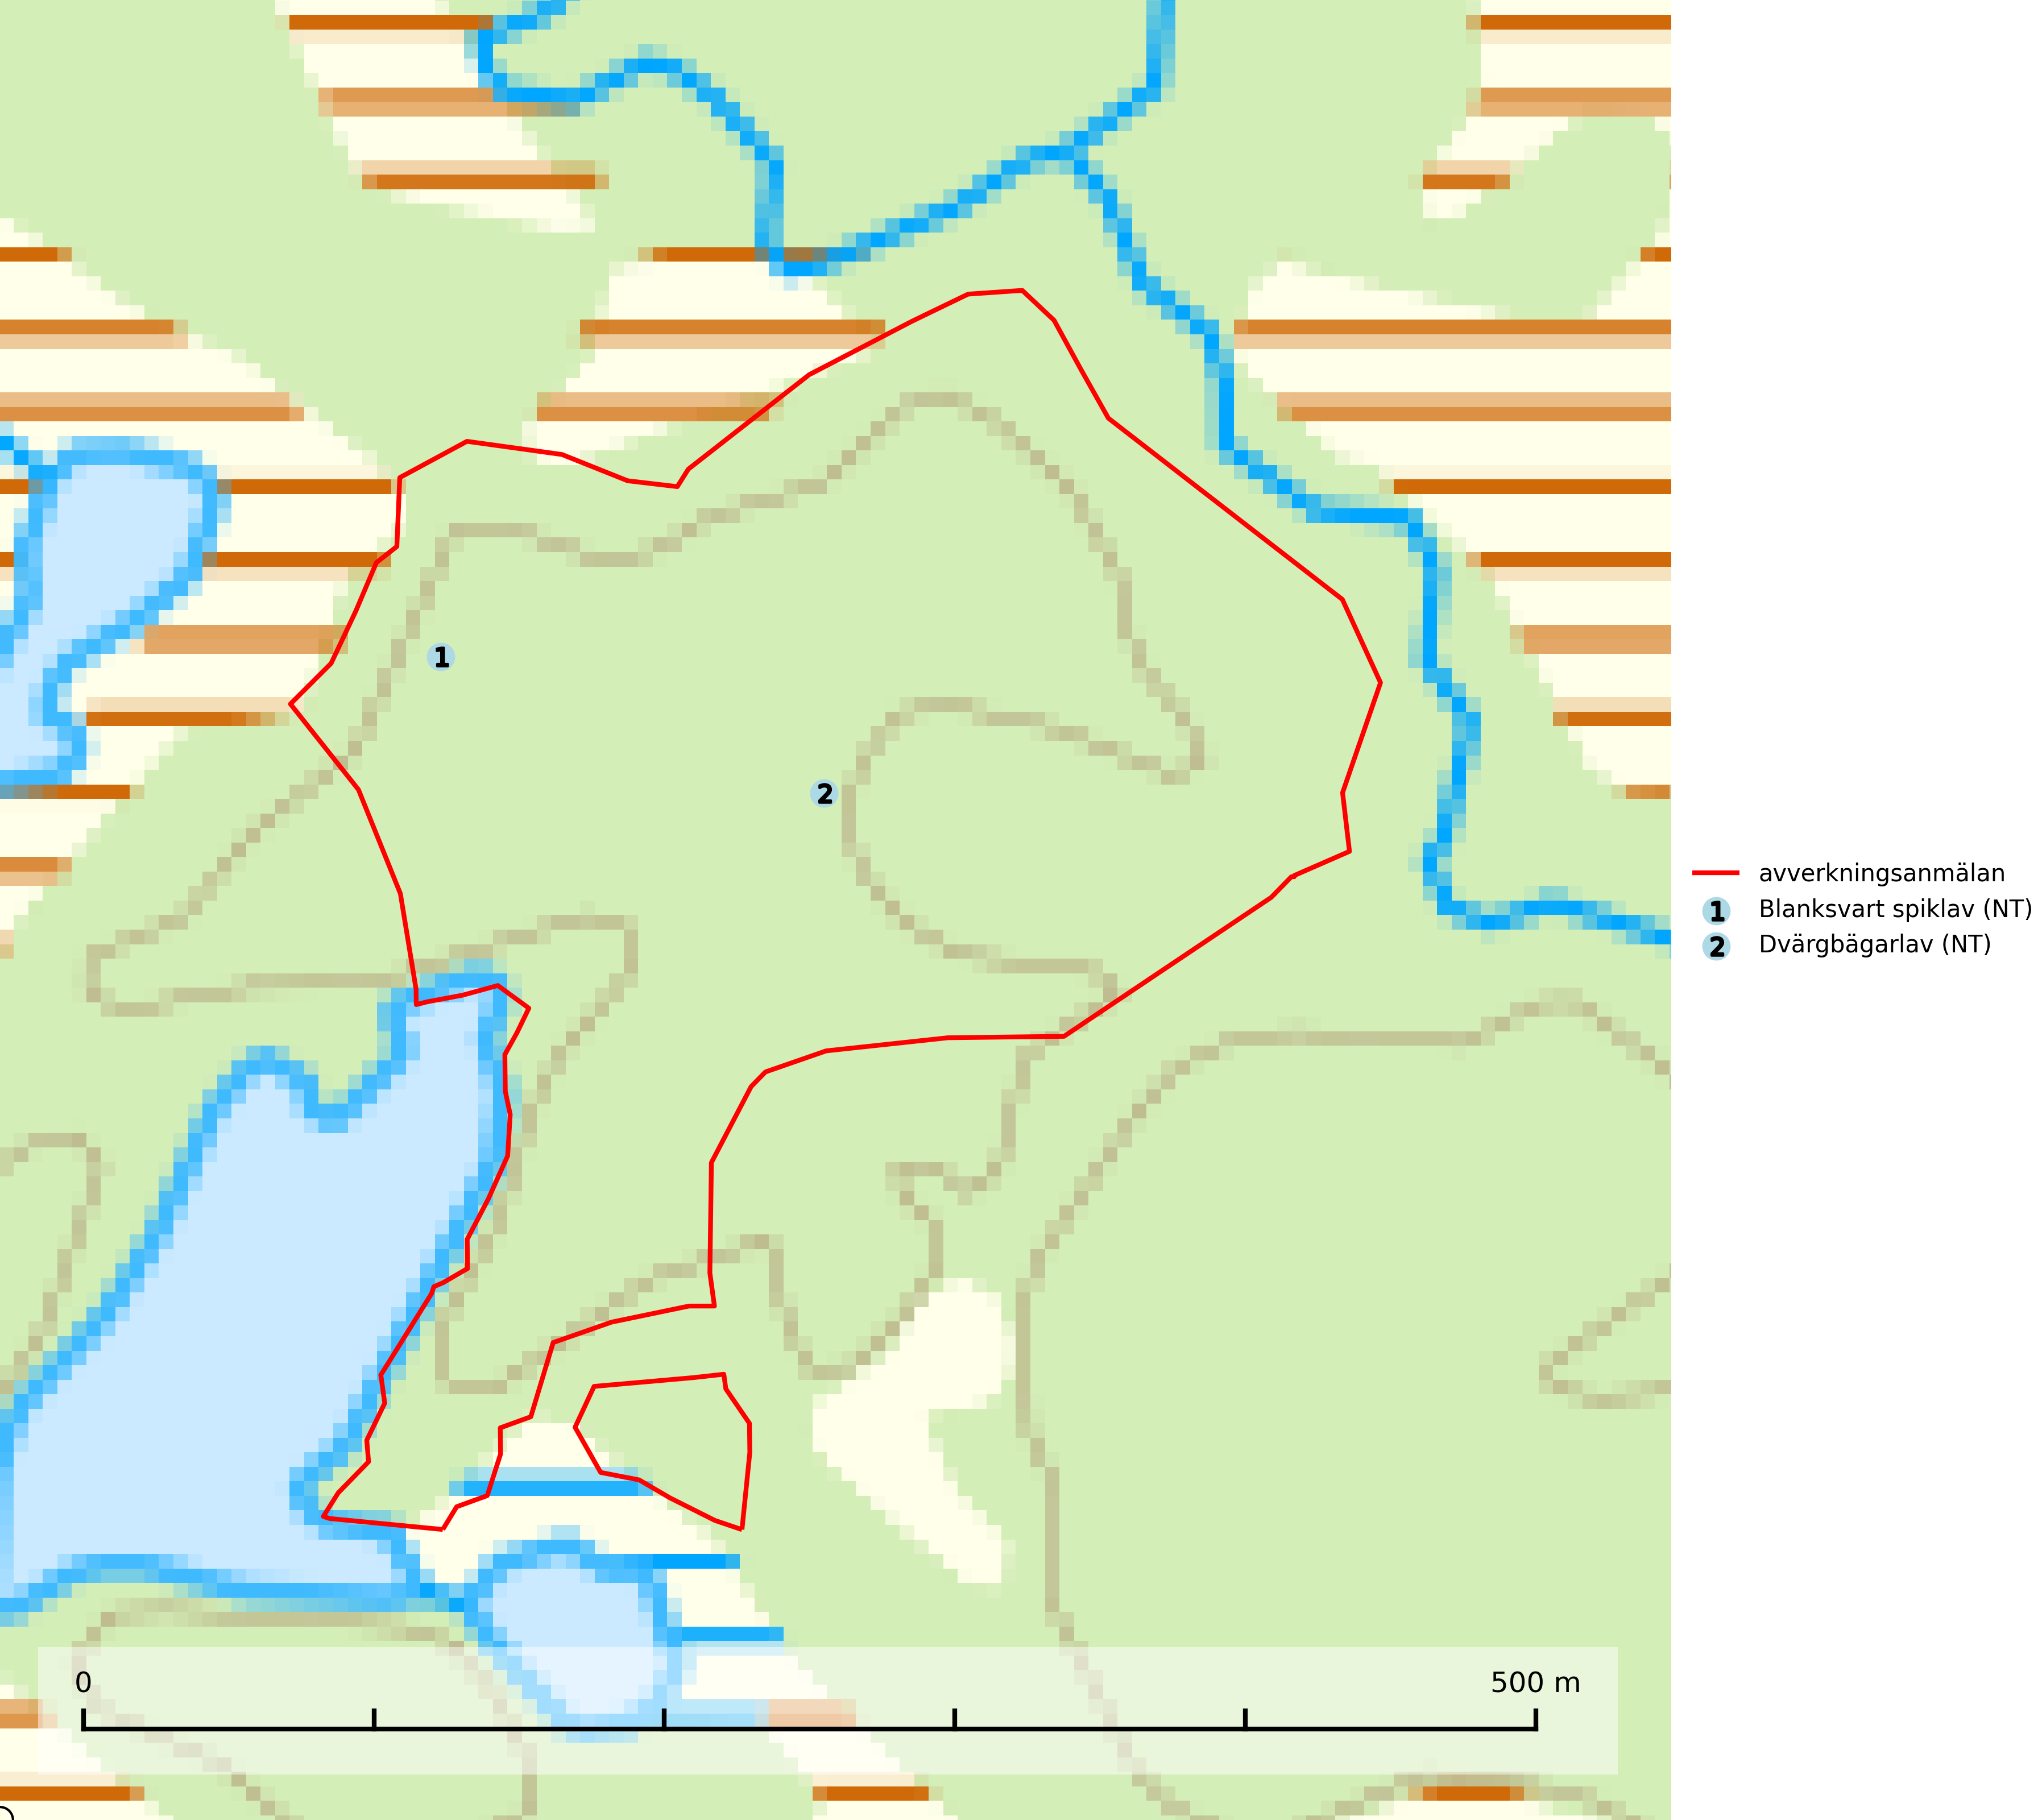 1
2
avverkningsanmälan
1 Blanksvart spiklav (NT)
2 Dvärgbägarlav (NT)
0 500 m